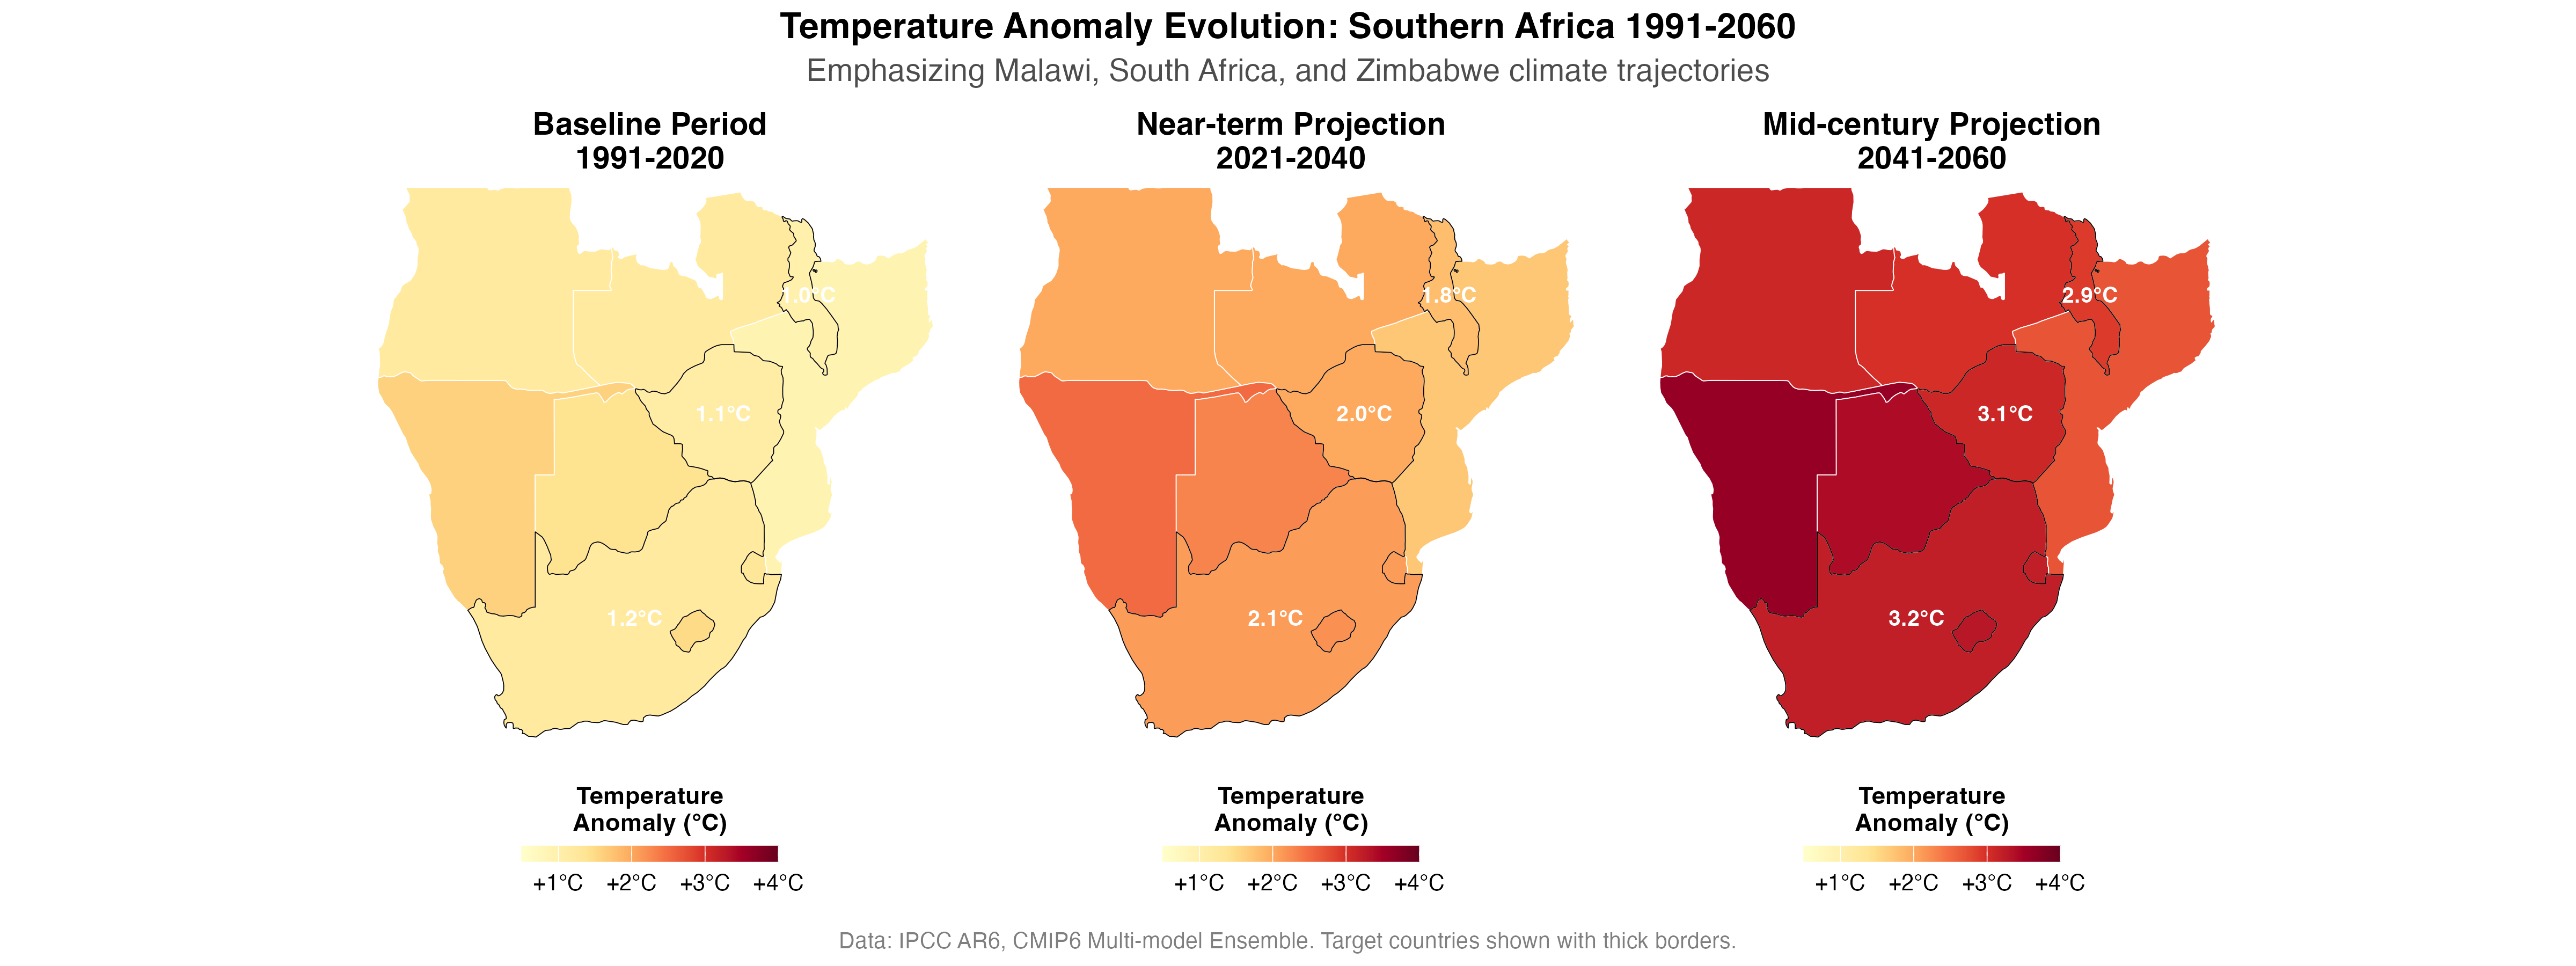 Temperature Anomaly Evolution: Southern Africa 1991-2060
Emphasizing Malawi, South Africa, and Zimbabwe climate trajectories
Baseline Period
1991-2020
1.0°C
1.1°C
1.2°C
Temperature
Anomaly (°C)
+1°C +2°C +3°C +4°C
Near-term Projection
2021-2040
1.8°C
2.0°C
2.1°C
Temperature
Anomaly (°C)
+1°C +2°C +3°C +4°C
Mid-century Projection
2041-2060
2.9°C
3.1°C
3.2°C
Temperature
Anomaly (°C)
+1°C +2°C +3°C +4°C
Data: IPCC AR6, CMIP6 Multi-model Ensemble. Target countries shown with thick borders.